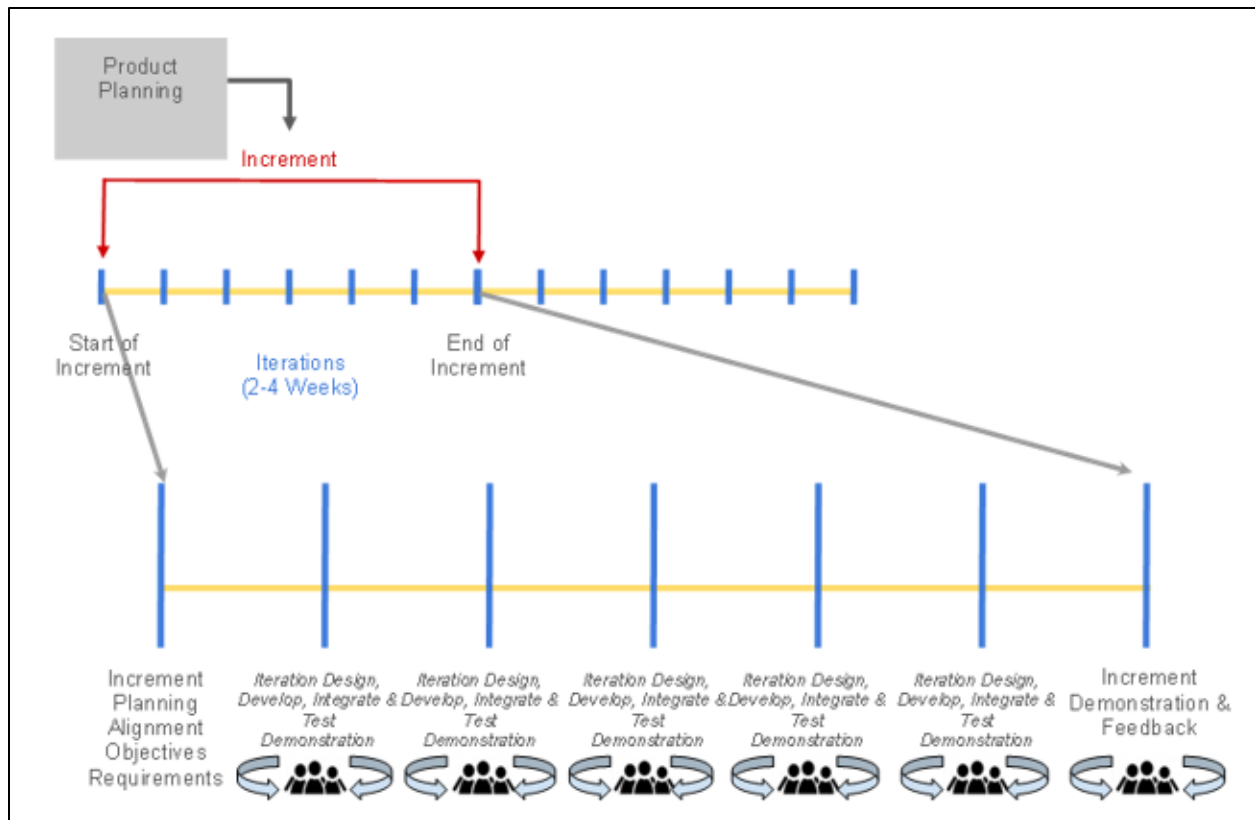 Product
Planning
Increment
Start of
Increment
Iterations
(2-4 Weeks)
End of
Increment
Increment
Planning
Alignment
Objectives
Requirements
Iteration Design,
Develop, Integrate &
Test
Demonstration
Iteration Design,
Develop, Integrate &
Test
Demonstration
Iteration Design,
Develop, Integrate &
Test
Demonstration
Iteration Design,
Develop, Integrate &
Test
Demonstration
Iteration Design,
Develop, Integrate &
Test
Demonstration
Increment
Demonstration &
Feedback